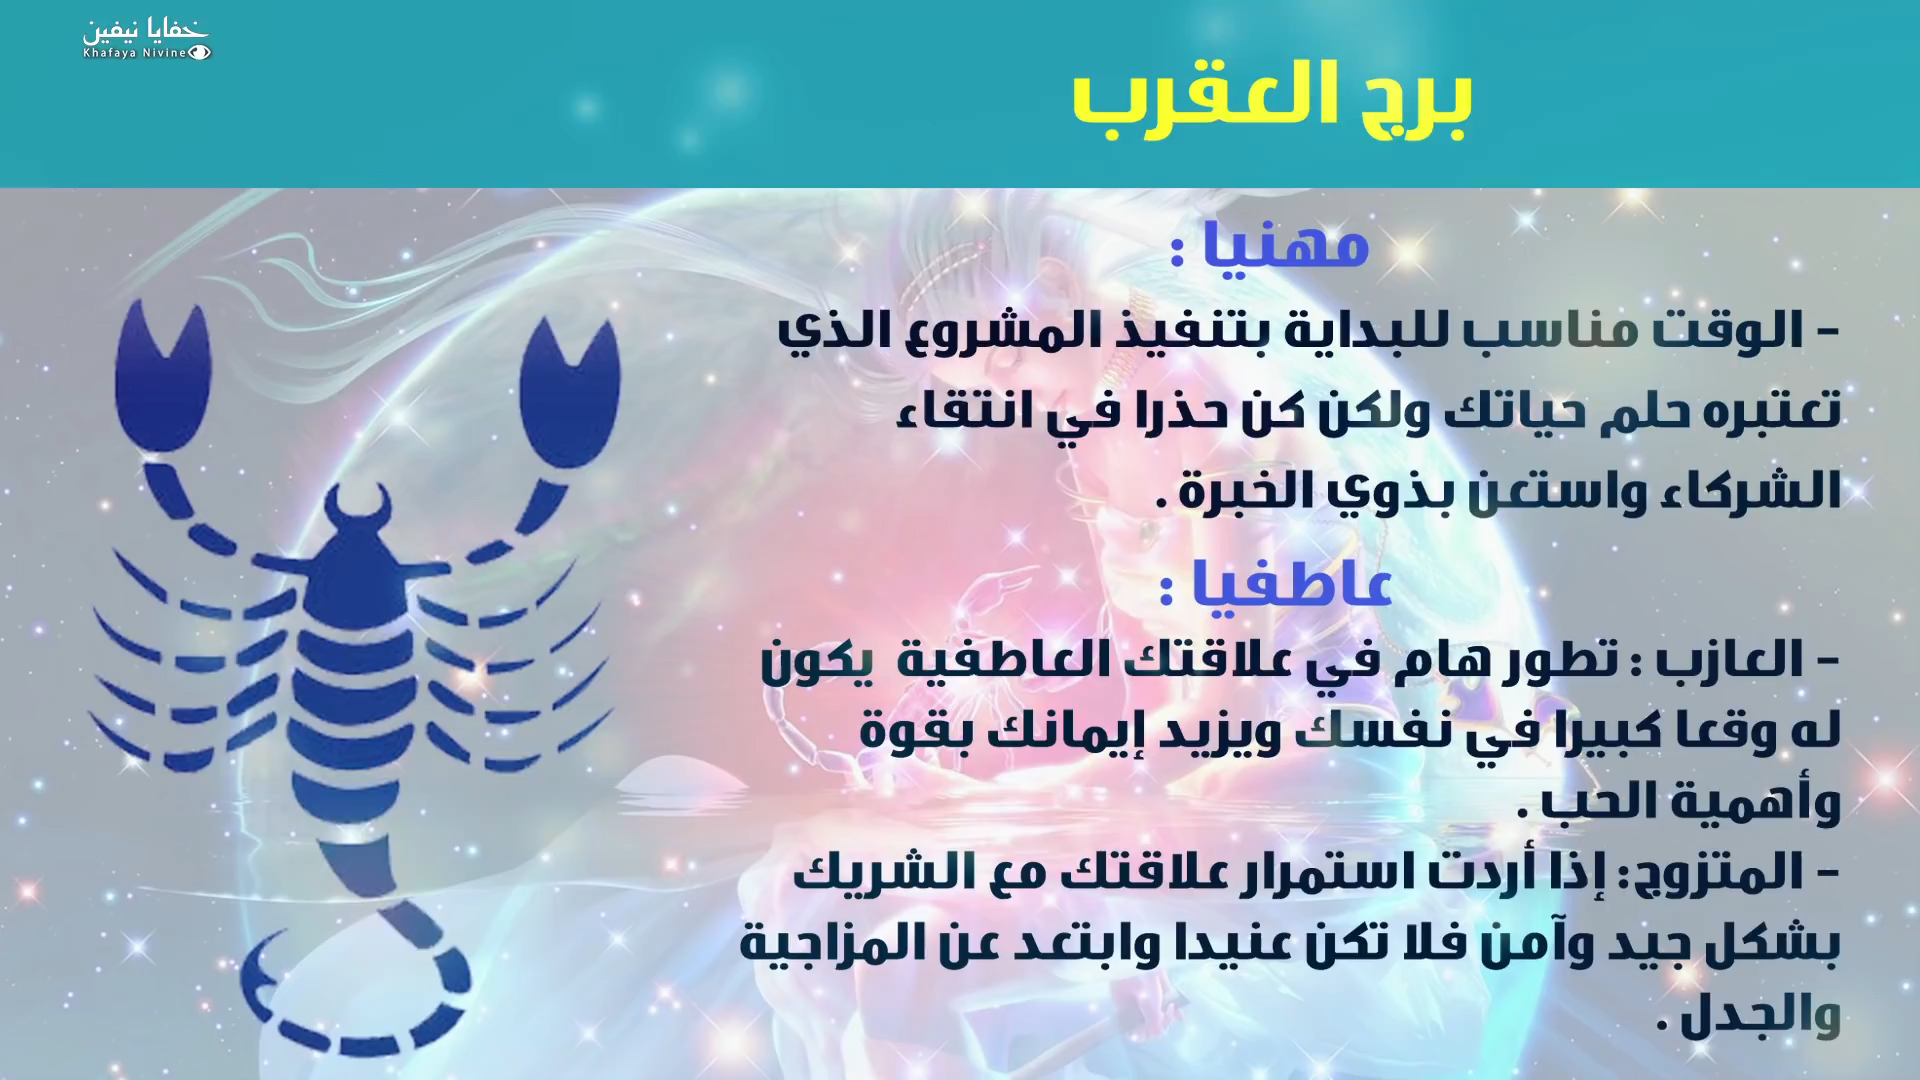 خفايا نيفين
Khafaya Nivine
برج العقرب
مهنيا :
- الوقت مناسب للبداية بتنفيذ المشروع الذي
تعتبره حلم حياتك ولكن كن حذرا في انتقاء
الشركاء واستعن بذوي الخبرة .
عاطفيا :
- العازب : تطور هام في علاقتك العاطفية يكون
له وقعا كبيرا في نفسك ويزيد إيمانك بقوة
وأهمية الحب .
- المتزوج: إذا أردت استمرار علاقتك مع الشريك
بشكل جيد وآمن فلا تكن عنيدا وابتعد عن المزاجية
والجدل .